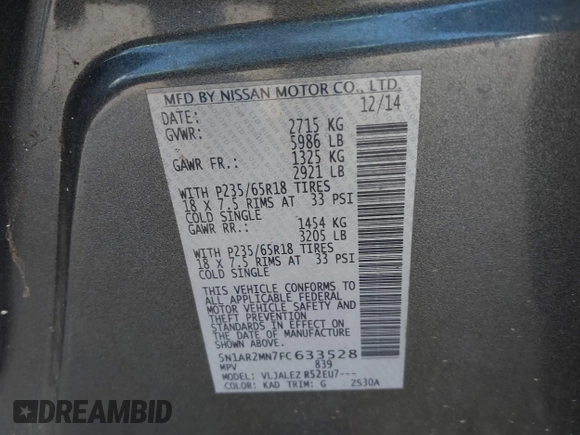 MFD BY NISSAN MOTOR CO., LTD.
DATE: 12/14
GVWR: 2715 KG
5986 LB
GAWR FR.: 1325 KG
2921 LB
WITH P235/65R18 TIRES
18 X 7.5 RIMS AT 33 PSI
COLD SINGLE
GAWR RR.: 1454 KG
3205 LB
WITH P235/65R18 TIRES
18 X 7.5 RIMS AT 33 PSI
COLD SINGLE
THIS VEHICLE CONFORMS TO
ALL APPLICABLE FEDERAL
MOTOR VEHICLE SAFETY AND
THEFT PREVENTION
STANDARDS IN EFFECT ON
THE DATE OF MANUFACTURE
SHOWN ABOVE.
5N1AR2MN7FC633528
MPV 839
MODEL: VLJALEZ R52EU7---
COLOR: KAD TRIM: G ZS30A
DREAMBID